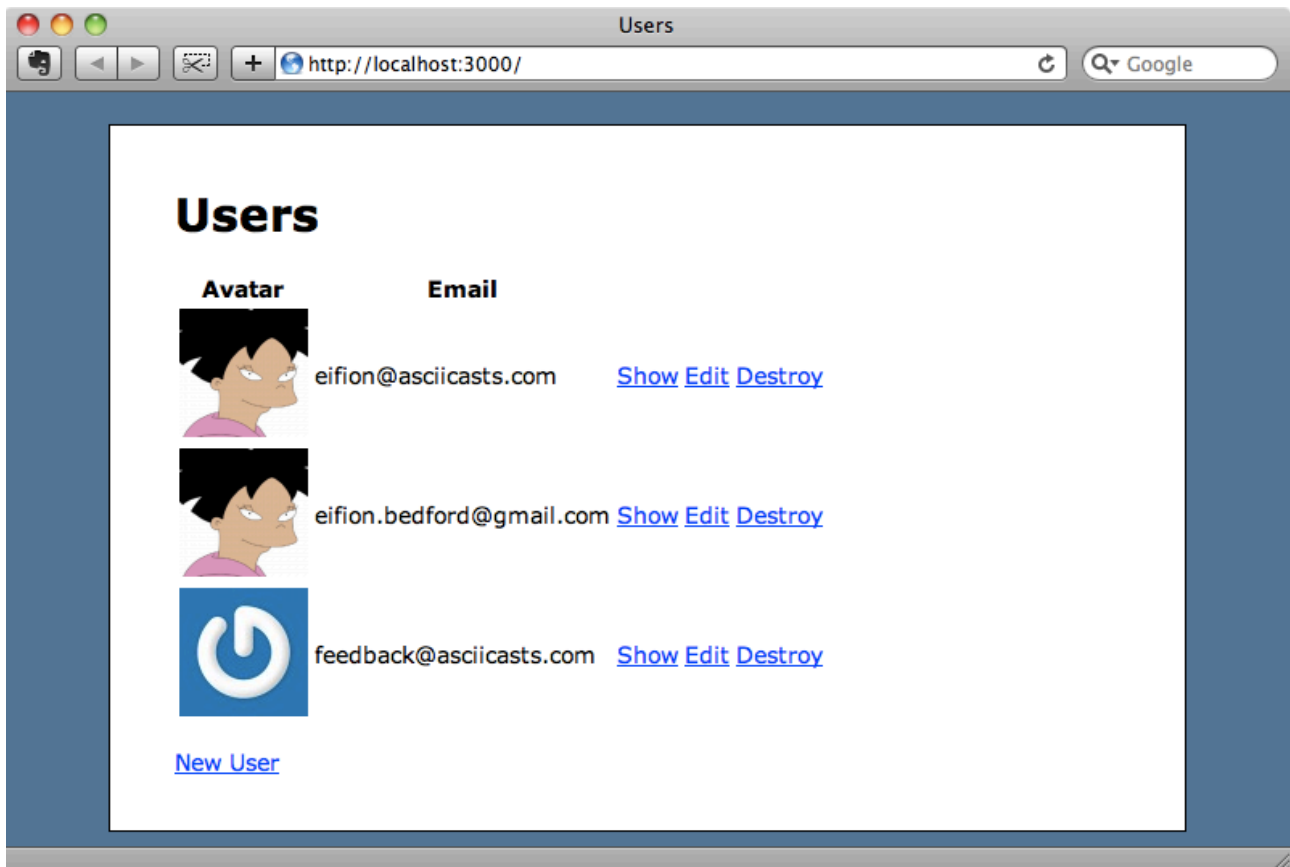 Users
http://localhost:3000/
Google
Users
Avatar Email
eifion@asciicasts.com Show Edit Destroy
eifion.bedford@gmail.com Show Edit Destroy
feedback@asciicasts.com Show Edit Destroy
New User